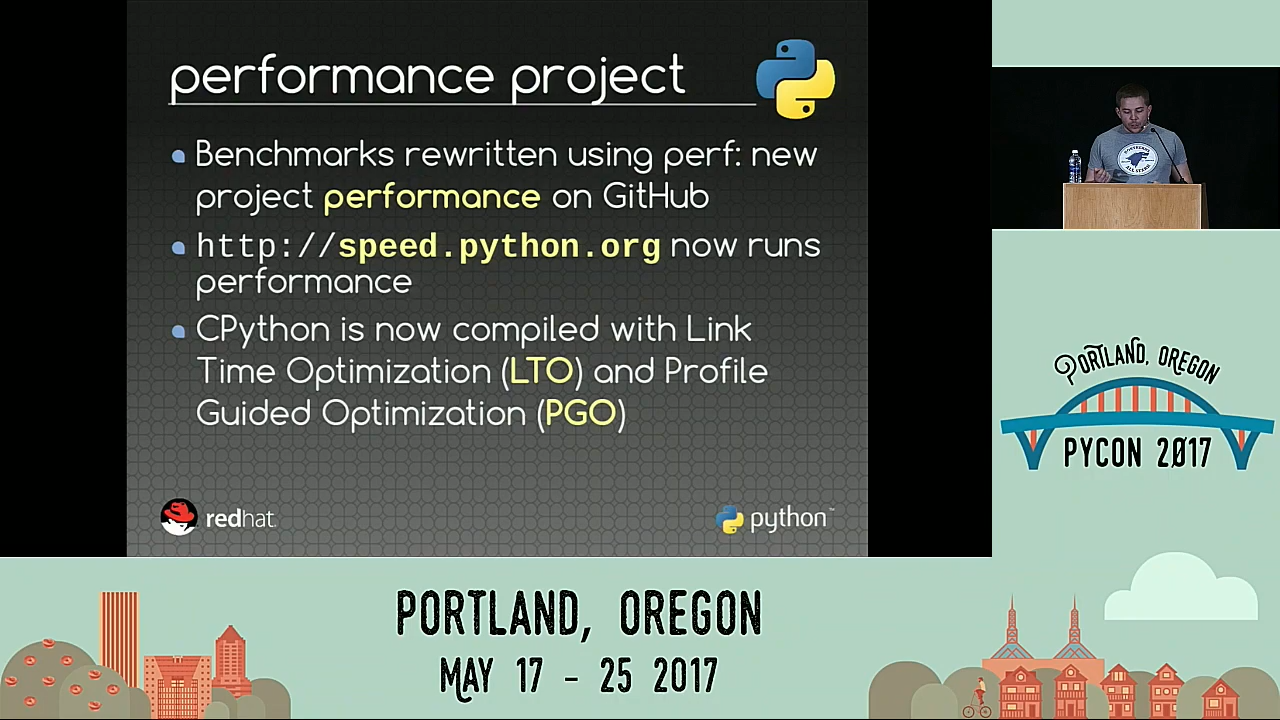 performance project
Benchmarks rewritten using perf: new
project performance on GitHub
http://speed.python.org now runs
performance
CPython is now compiled with Link
Time Optimization (LTO) and Profile
Guided Optimization (PGO)
redhat.
python™
PORTLAND, OREGON
PYCON 2017
PORTLAND, OREGON
MAY 17 - 25 2017